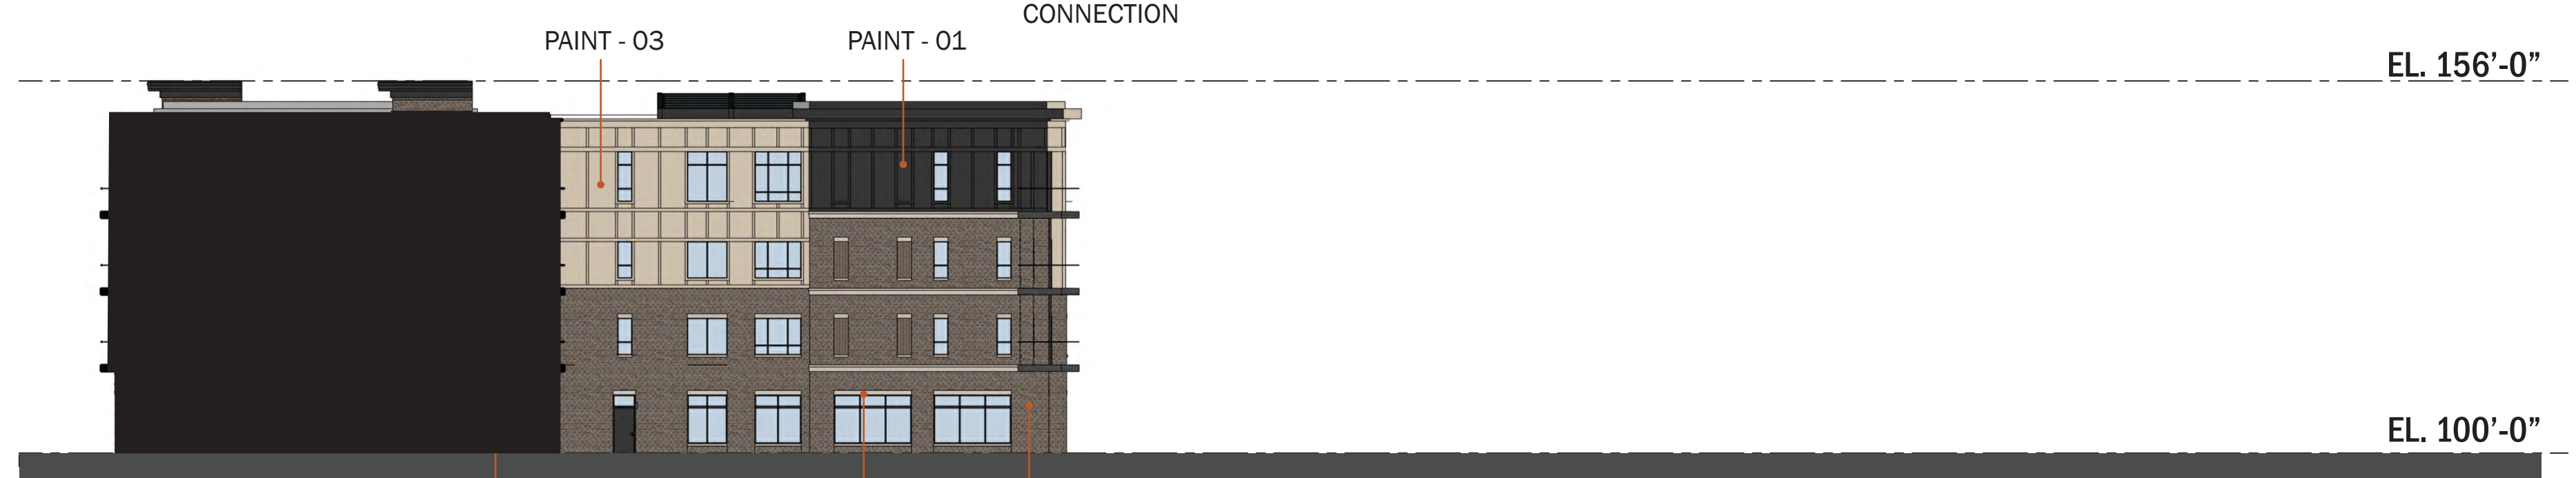 CONNECTION
PAINT - 03
PAINT - 01
EL. 156’-0”
EL. 100’-0”